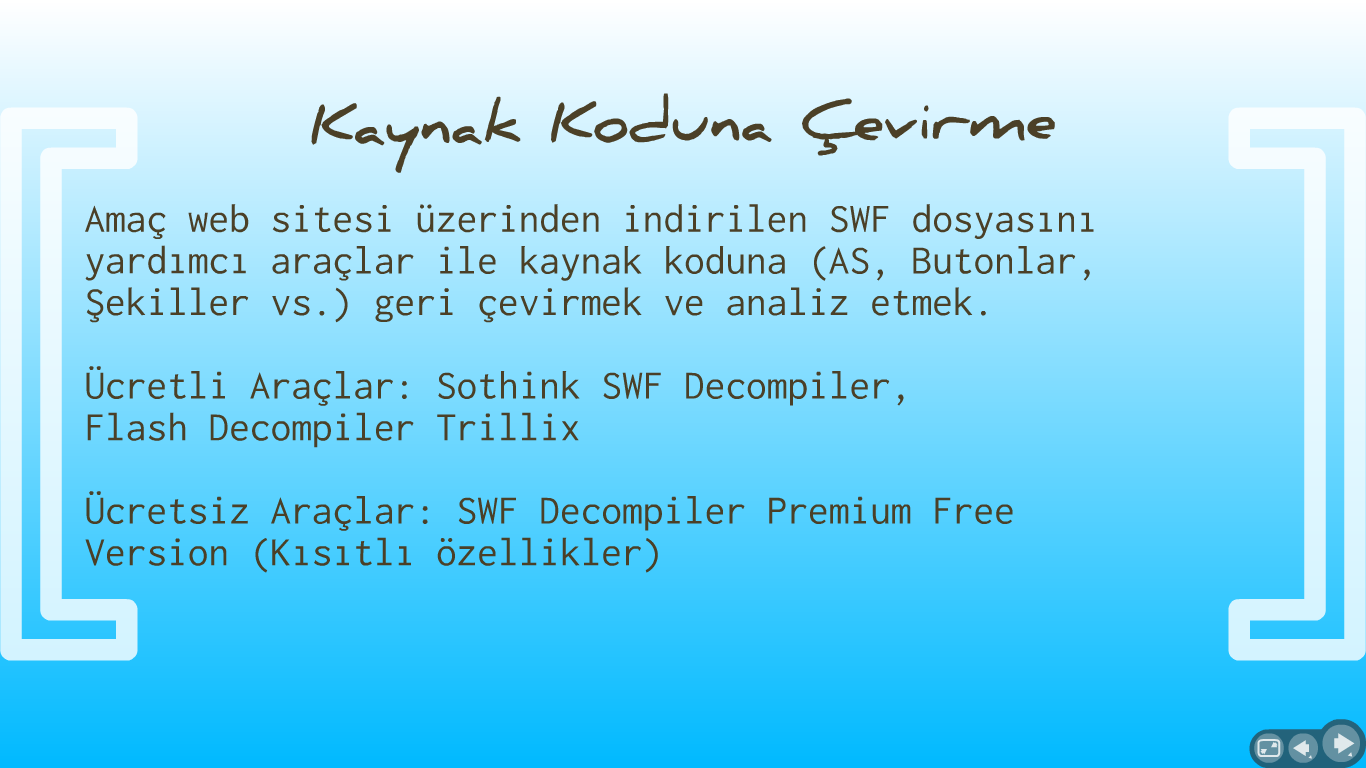 Kaynak Koduna Çevirme
Amaç web sitesi üzerinden indirilen SWF dosyasını
yardımcı araçlar ile kaynak koduna (AS, Butonlar,
Şekiller vs.) geri çevirmek ve analiz etmek.
Ücretli Araçlar: Sothink SWF Decompiler,
Flash Decompiler Trillix
Ücretsiz Araçlar: SWF Decompiler Premium Free
Version (Kısıtlı özellikler)